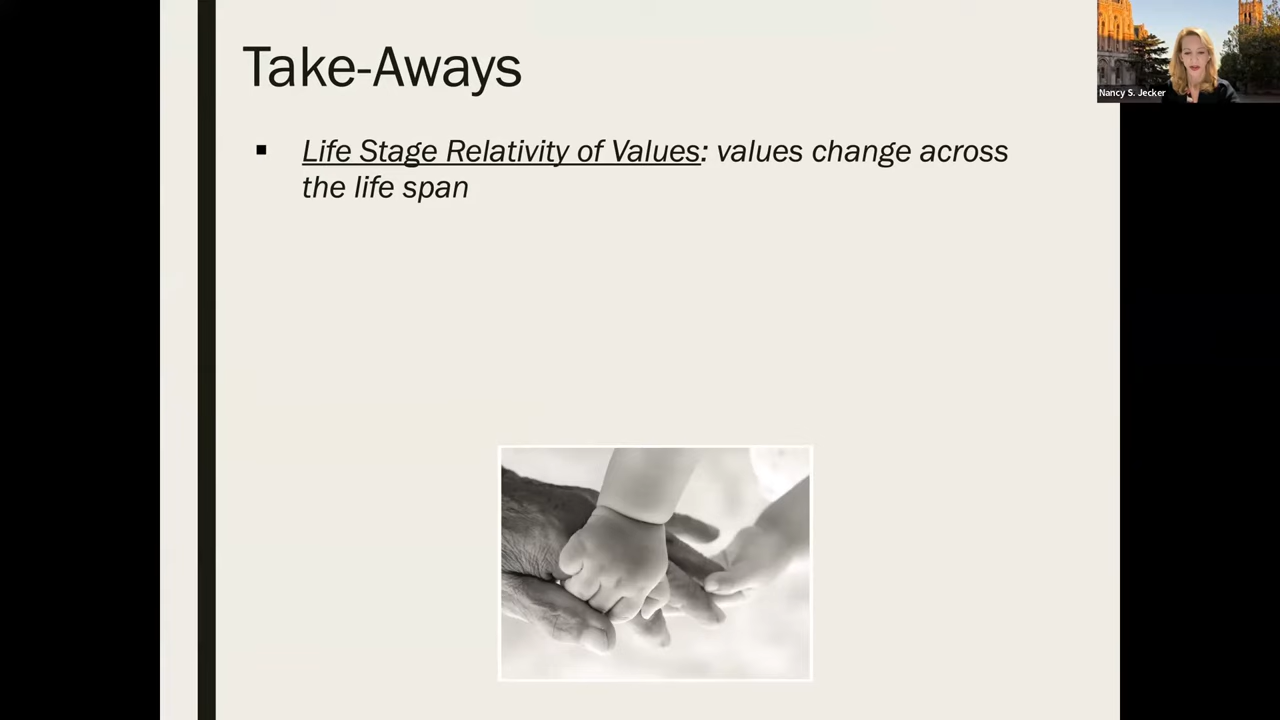 Take-Aways
Nancy S. Jecker
▪ Life Stage Relativity of Values: values change across
the life span